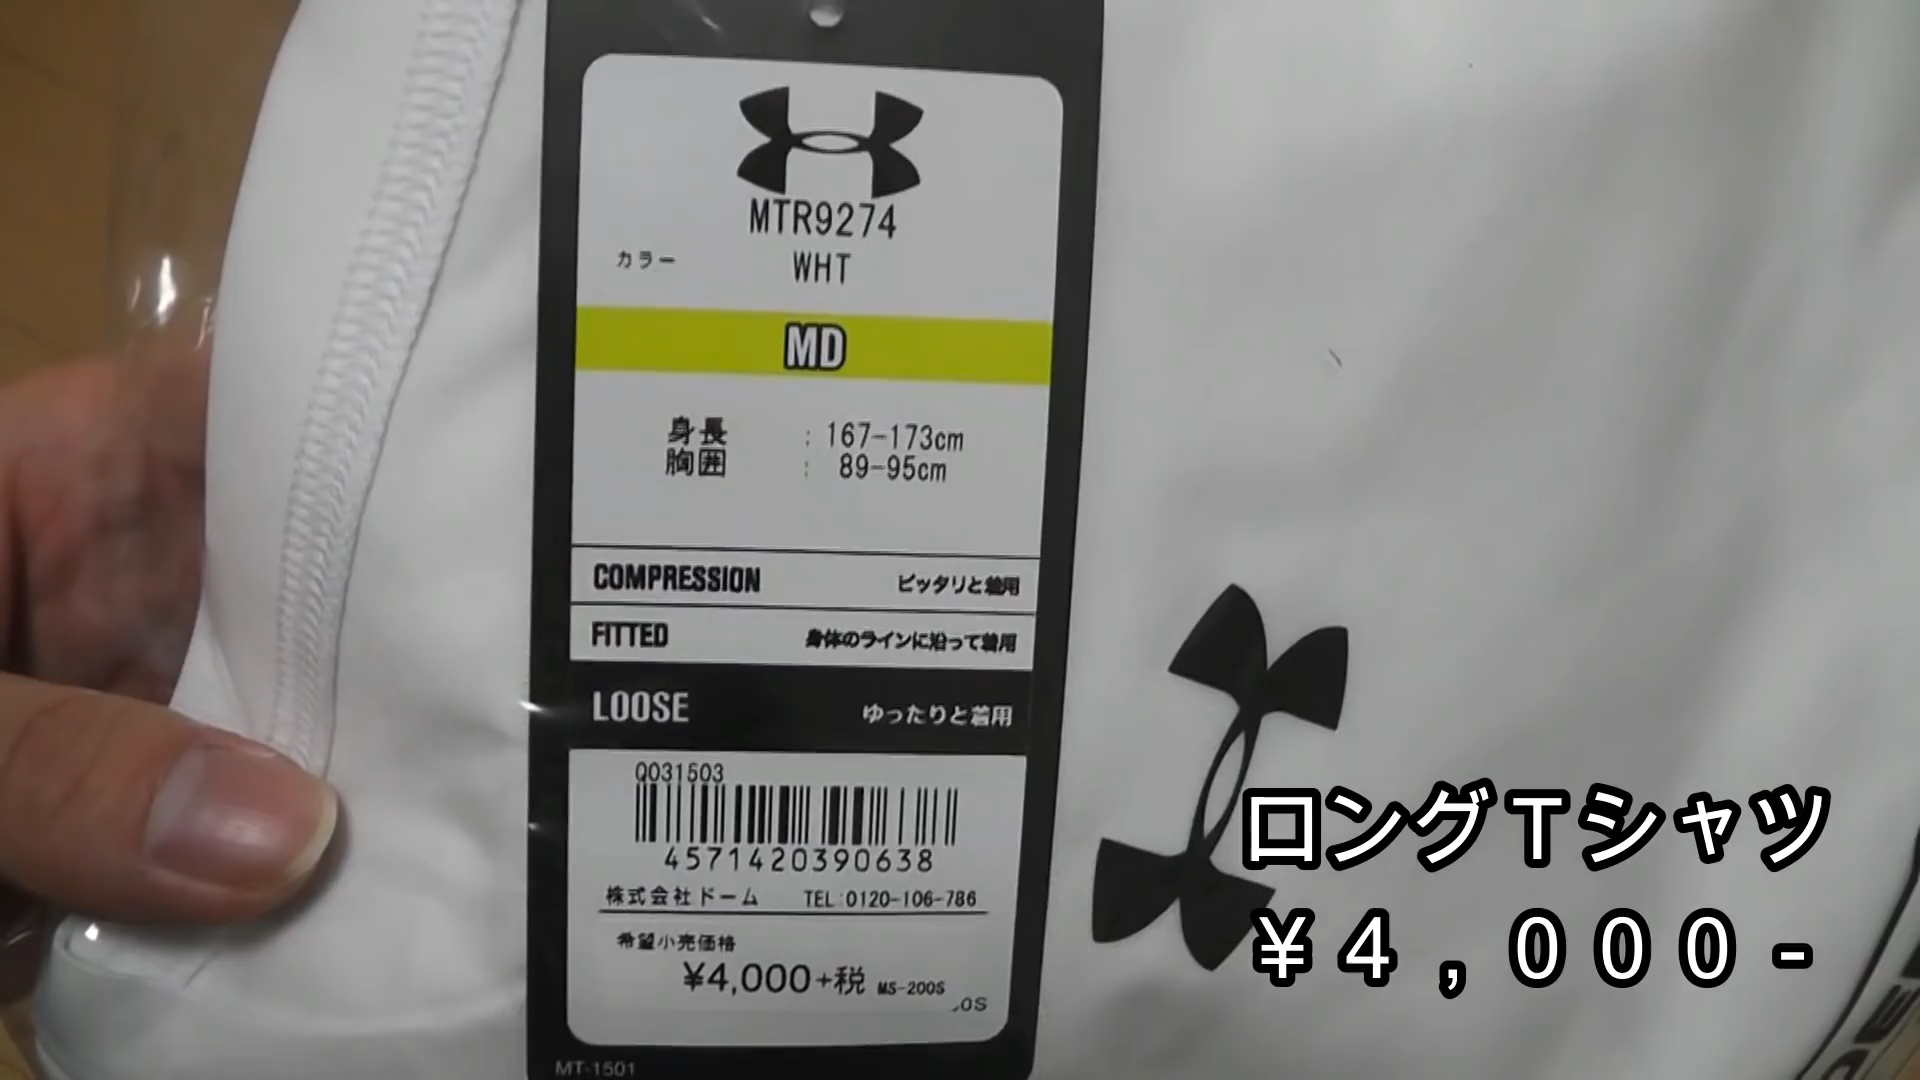 MTR9274
カラー WHT
MD
身長 : 167-173cm
胸囲 : 89-95cm
COMPRESSION ピッタリと着用
FITTED 身体のラインに沿って着用
LOOSE ゆったりと着用
Q031503
4571420390638
株式会社ドーム TEL:0120-106-786
希望小売価格
¥4,000+税 MS-200S
0S
MT-1501
ロングTシャツ
¥4,000-